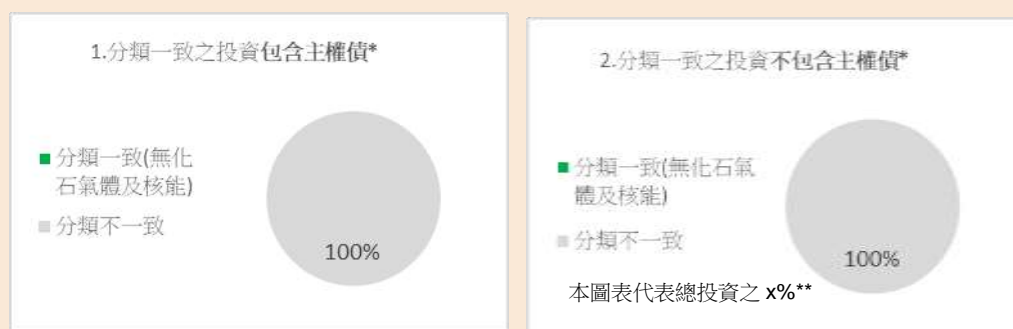 1.分類一致之投資包含主權債*
分類一致(無化
石氣體及核能)
分類不一致
100%
2.分類一致之投資不包含主權債*
分類一致(無化石氣
體及核能)
分類不一致
100%
本圖表代表總投資之 x%**